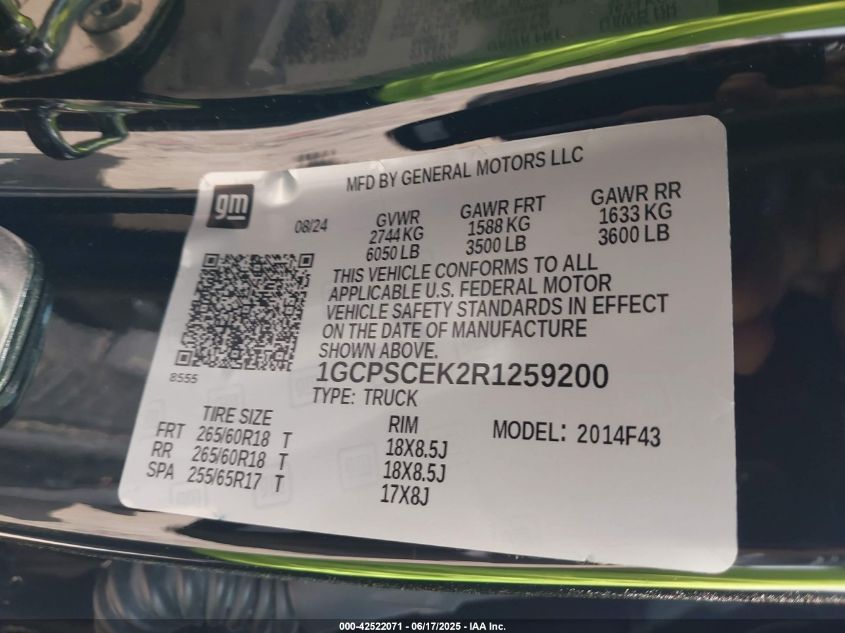 MFD BY GENERAL MOTORS LLC
gm
08/24
GVWR
2744 KG
6050 LB
GAWR FRT
1588 KG
3500 LB
GAWR RR
1633 KG
3600 LB
THIS VEHICLE CONFORMS TO ALL
APPLICABLE U.S. FEDERAL MOTOR
VEHICLE SAFETY STANDARDS IN EFFECT
ON THE DATE OF MANUFACTURE
SHOWN ABOVE.
8555
1GCPSCEK2R1259200
TYPE: TRUCK
TIRE SIZE
RIM
MODEL: 2014F43
FRT 265/60R18 T 18X8.5J
RR 265/60R18 T 18X8.5J
SPA 255/65R17 T 17X8J
000-42522071 - 06/17/2025 - IAA Inc.